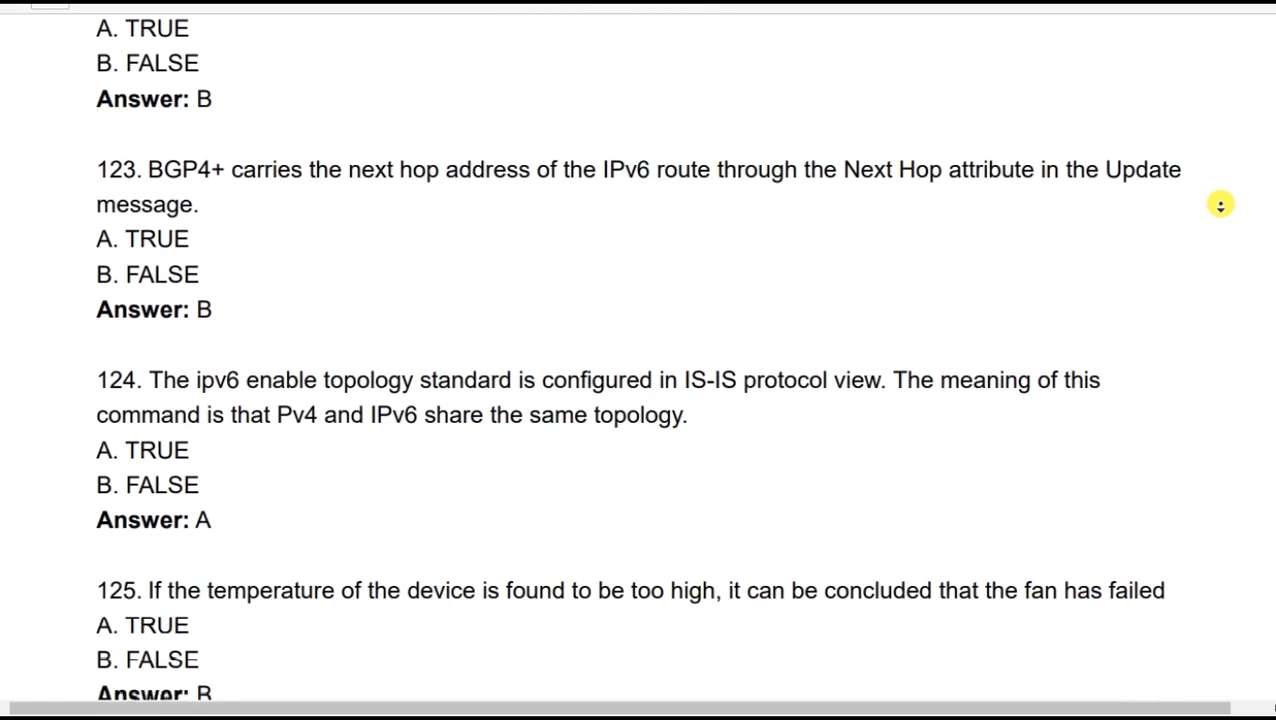 A. TRUE
B. FALSE
Answer: B
123. BGP4+ carries the next hop address of the IPv6 route through the Next Hop attribute in the Update
message.
A. TRUE
B. FALSE
Answer: B
124. The ipv6 enable topology standard is configured in IS-IS protocol view. The meaning of this
command is that Pv4 and IPv6 share the same topology.
A. TRUE
B. FALSE
Answer: A
125. If the temperature of the device is found to be too high, it can be concluded that the fan has failed
A. TRUE
B. FALSE
Answer: B